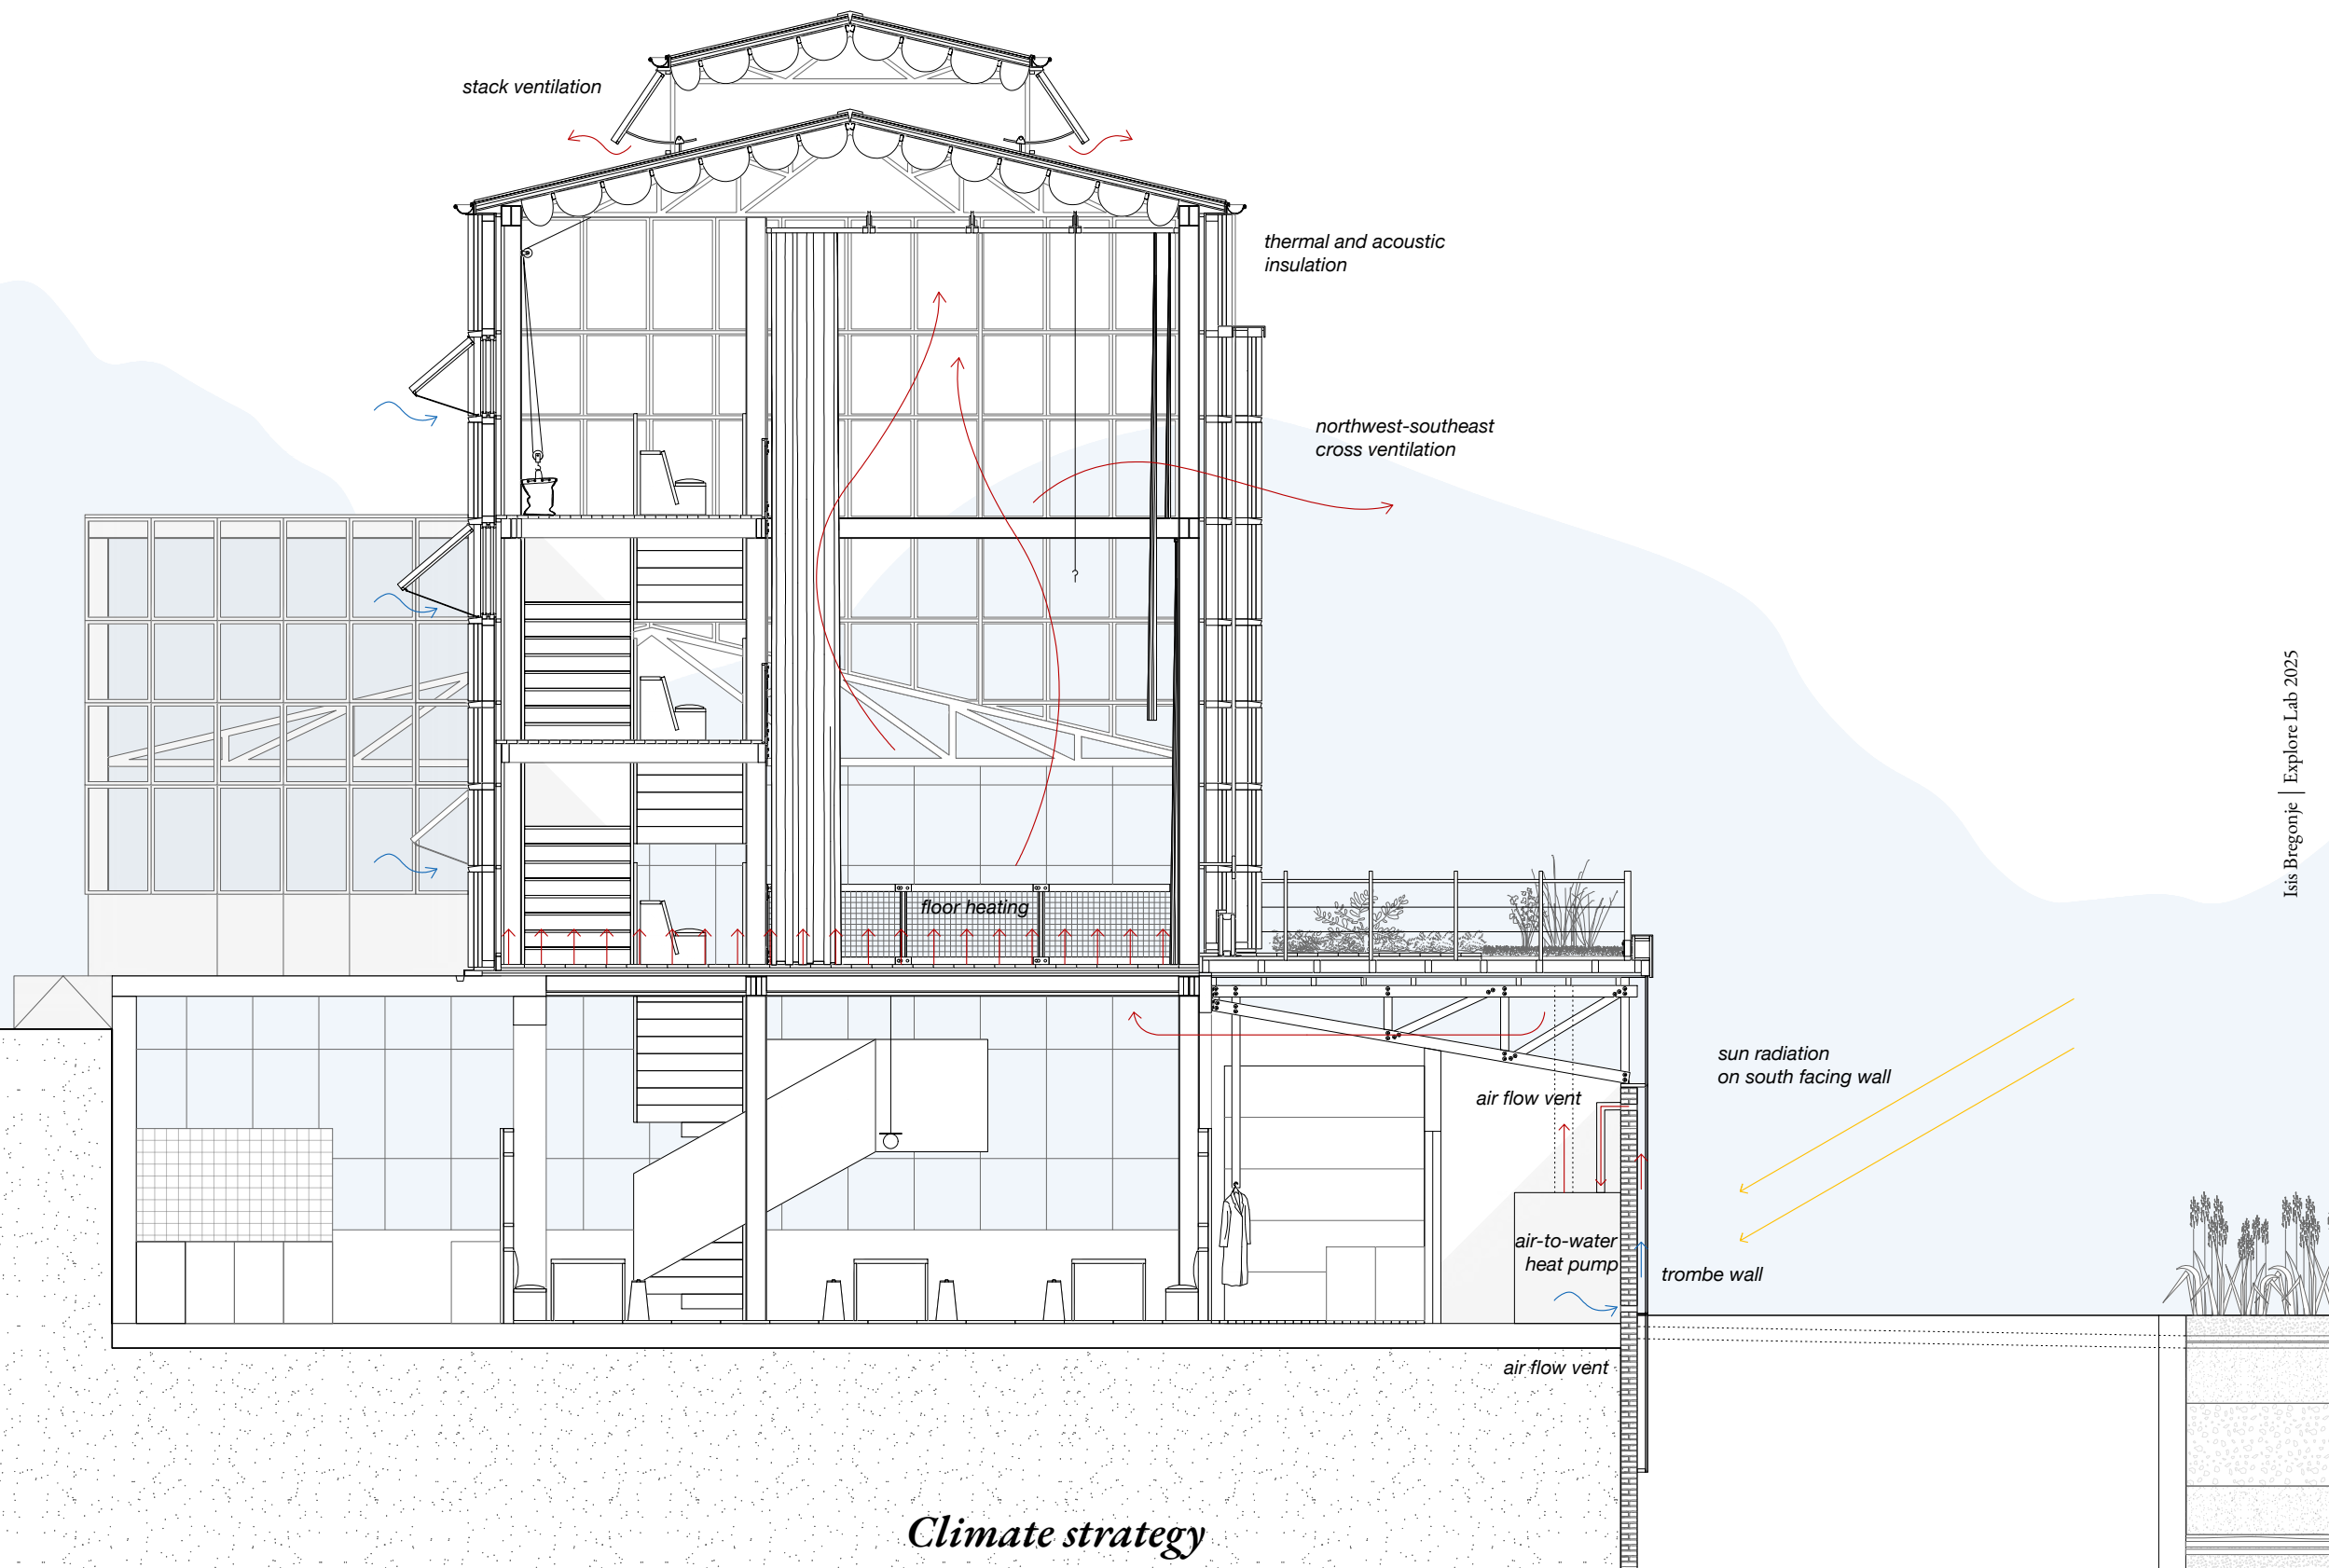 stack ventilation
thermal and acoustic
insulation
northwest-southeast
cross ventilation
floor heating
sun radiation
on south facing wall
air flow vent
air-to-water
heat pump
trombe wall
air flow vent
Climate strategy
Isis Bregonje | Explore Lab 2025